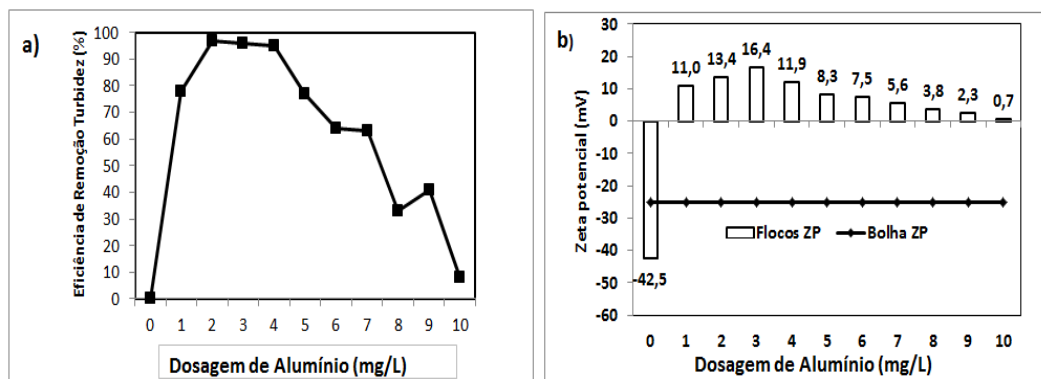 a)
Eficiência de Remoção Turbidez (%)
100
90
80
70
60
50
40
30
20
10
0
0 1 2 3 4 5 6 7 8 9 10
Dosagem de Alumínio (mg/L)
b)
Zeta potencial (mV)
30
20
10
0
-10
-20
-30
-40
-50
-60
11,0 13,4 16,4 11,9 8,3 7,5 5,6 3,8 2,3 0,7
Flocos ZP Bolha ZP
-42,5
0 1 2 3 4 5 6 7 8 9 10
Dosagem de Alumínio (mg/L)